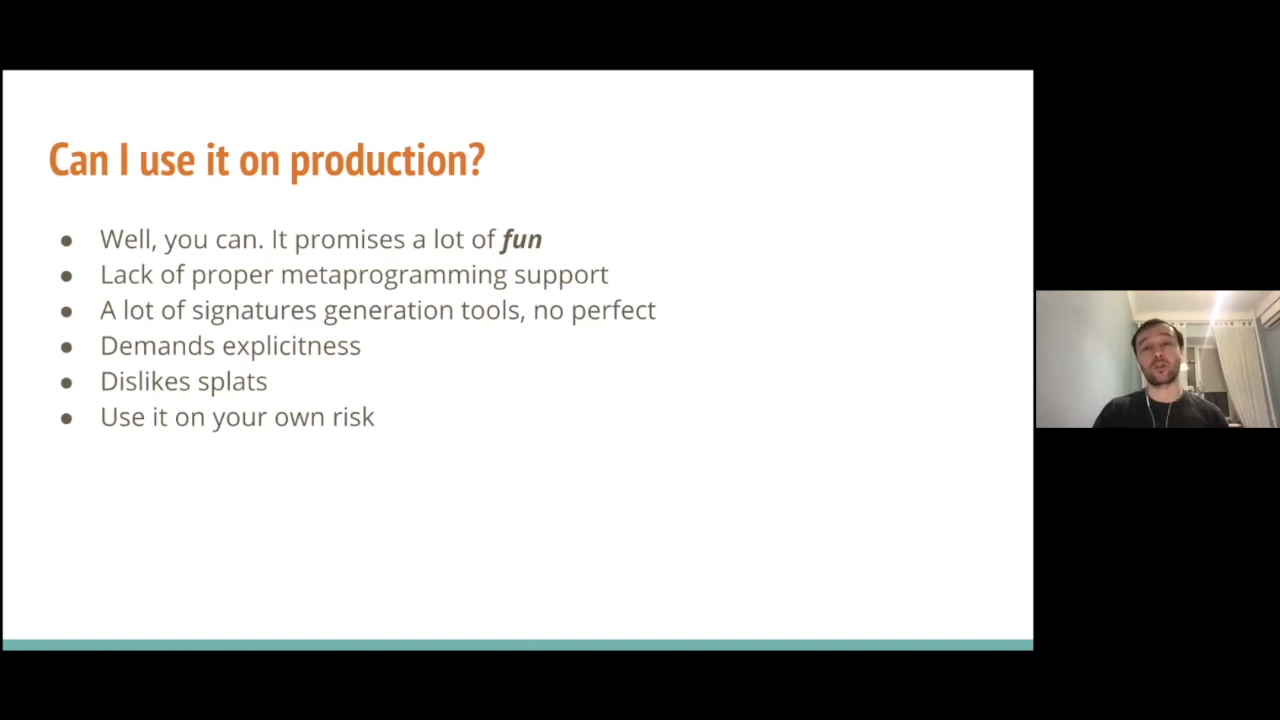 Can I use it on production?
● Well, you can. It promises a lot of fun
● Lack of proper metaprogramming support
● A lot of signatures generation tools, no perfect
● Demands explicitness
● Dislikes splats
● Use it on your own risk